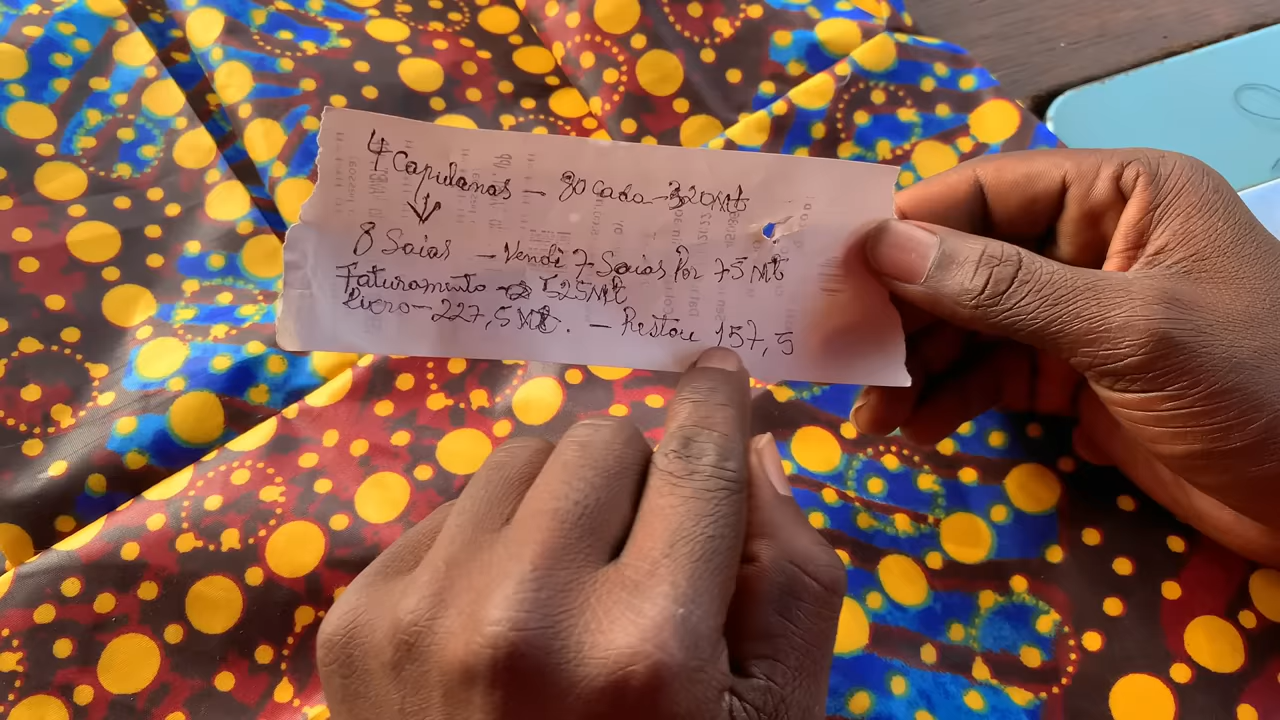 4 Capulanas – 80 cada – 320Mt
8 Saias – Vendi 7 Saias Por 75 Mt
Faturamento – 525Mt
Lucro – 227,5 Mt. – Restou 157,5